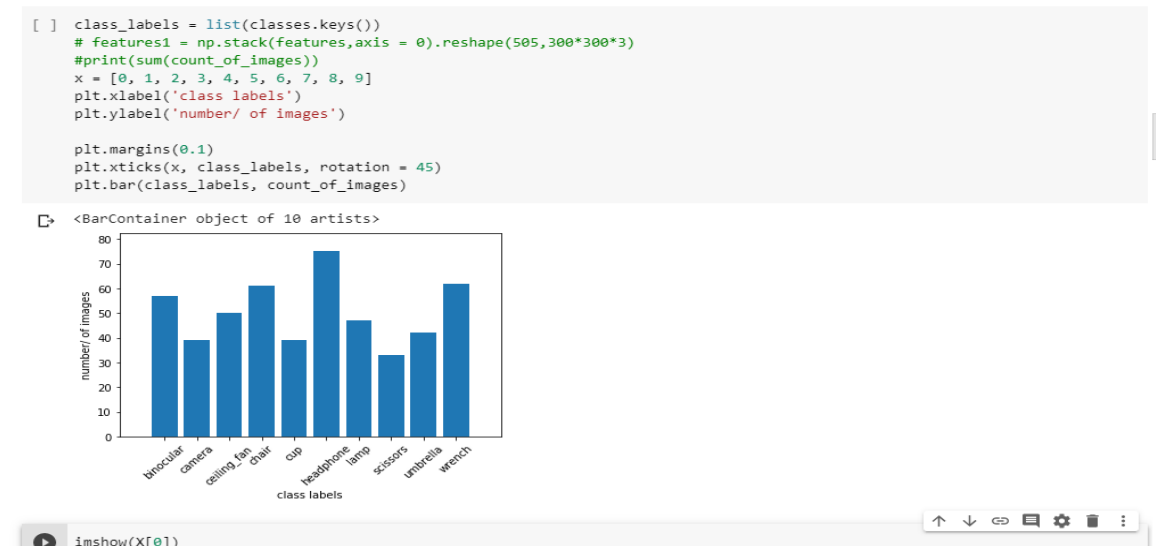 [ ] class_labels = list(classes.keys())
# features1 = np.stack(features,axis = 0).reshape(505,300*300*3)
#print(sum(count_of_images))
x = [0, 1, 2, 3, 4, 5, 6, 7, 8, 9]
plt.xlabel('class labels')
plt.ylabel('number/ of images')
plt.margins(0.1)
plt.xticks(x, class_labels, rotation = 45)
plt.bar(class_labels, count_of_images)
<BarContainer object of 10 artists>
80
70
60
50
40
30
20
10
0
number/ of images
binocular
camera
ceiling_fan
chair
cup
headphone
lamp
scissors
umbrella
wrench
class labels
imshow(X[0])